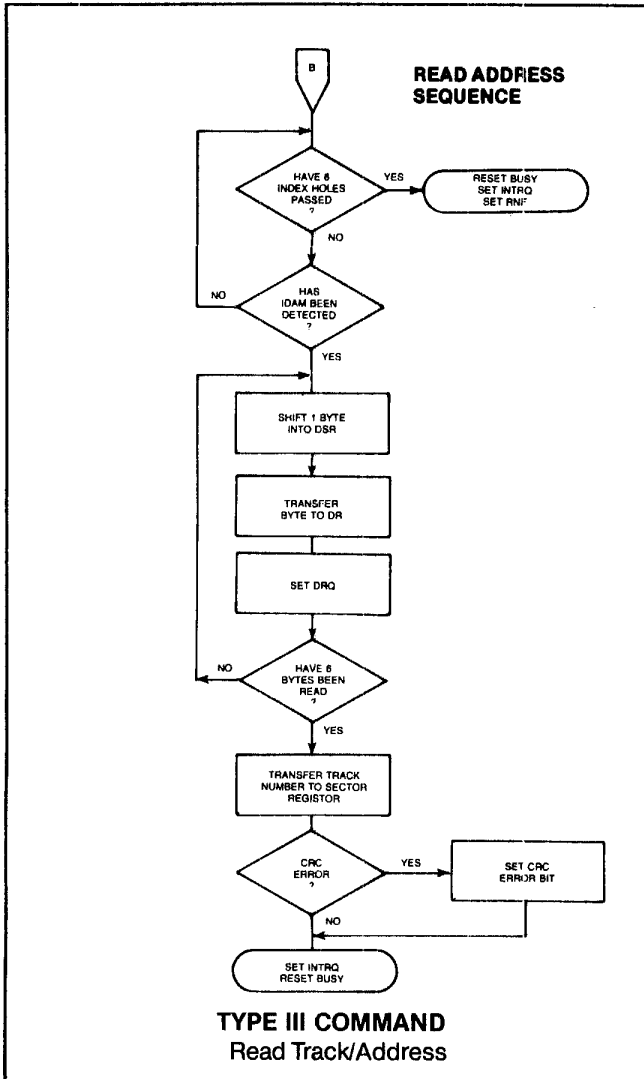 B
READ ADDRESS
SEQUENCE
HAVE 6
INDEX HOLES
PASSED
?
YES
RESET BUSY
SET INTRQ
SET RNF
NO
HAS
IDAM BEEN
DETECTED
?
NO
YES
SHIFT 1 BYTE
INTO DSR
TRANSFER
BYTE TO DR
SET DRQ
HAVE 6
BYTES BEEN
READ
?
NO
YES
TRANSFER TRACK
NUMBER TO SECTOR
REGISTOR
CRC
ERROR
?
YES
SET CRC
ERROR BIT
NO
SET INTRQ
RESET BUSY
TYPE III COMMAND
Read Track/Address